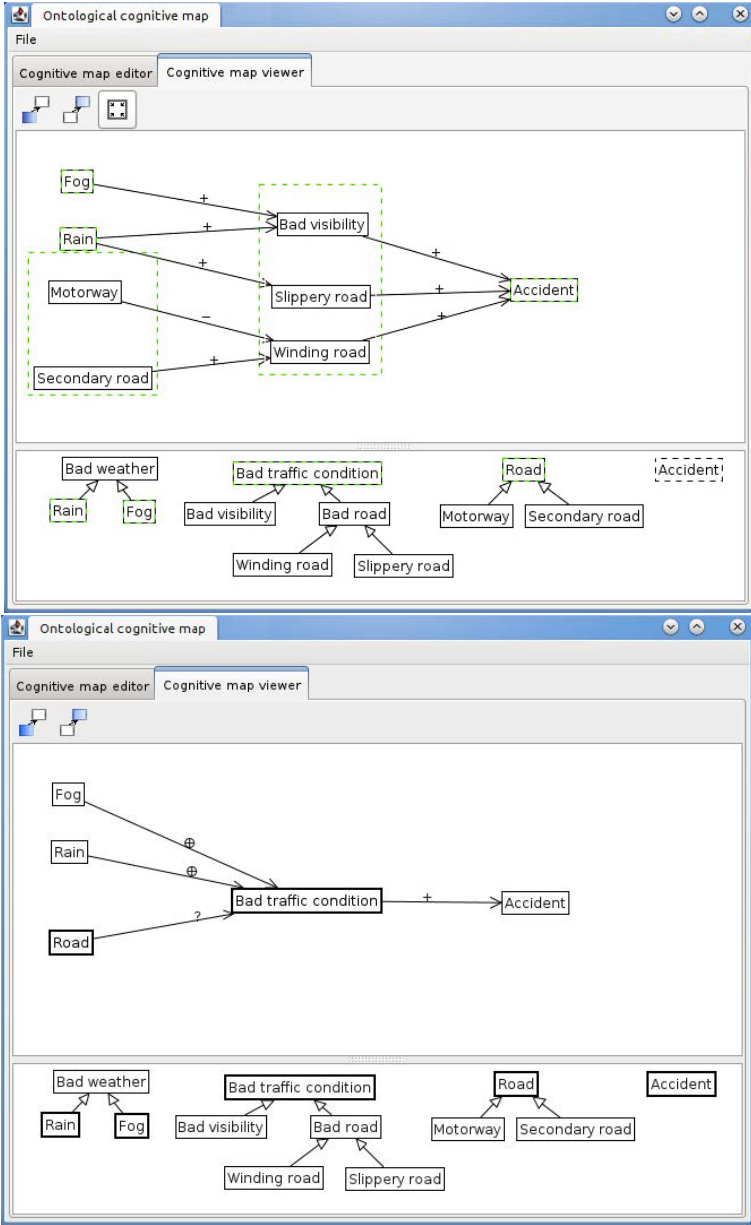 Ontological cognitive map
File
Cognitive map editor
Cognitive map viewer
Fog
+
Bad visibility
Rain
+
+
+
Motorway
Slippery road
+
Accident
−
+
Winding road
+
Secondary road
Bad weather
Bad traffic condition
Road
Accident
Rain
Fog
Bad visibility
Bad road
Motorway
Secondary road
Winding road
Slippery road
Ontological cognitive map
File
Cognitive map editor
Cognitive map viewer
Fog
⊕
Rain
⊕
Bad traffic condition
+
Accident
?
Road
Bad weather
Bad traffic condition
Road
Accident
Rain
Fog
Bad visibility
Bad road
Motorway
Secondary road
Winding road
Slippery road